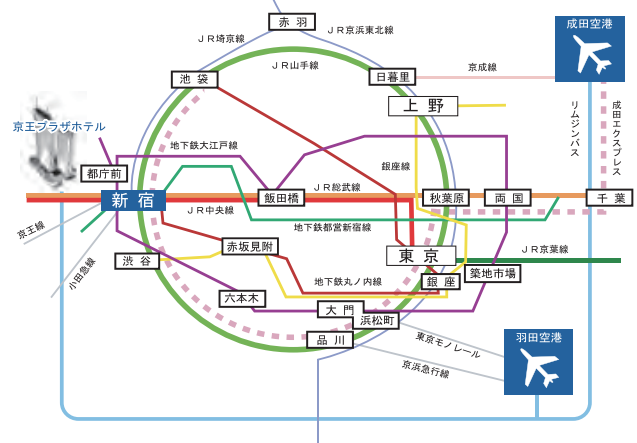 赤羽
成田空港
JR埼京線
JR京浜東北線
JR山手線
池袋
日暮里
京成線
上野
リムジンバス
成田エクスプレス
京王プラザホテル
地下鉄大江戸線
銀座線
都庁前
新宿
飯田橋
JR総武線
秋葉原
両国
千葉
JR中央線
地下鉄都営新宿線
京王線
小田急線
渋谷
赤坂見附
東京
JR京葉線
築地市場
地下鉄丸ノ内線
銀座
六本木
大門
浜松町
品川
東京モノレール
京浜急行線
羽田空港